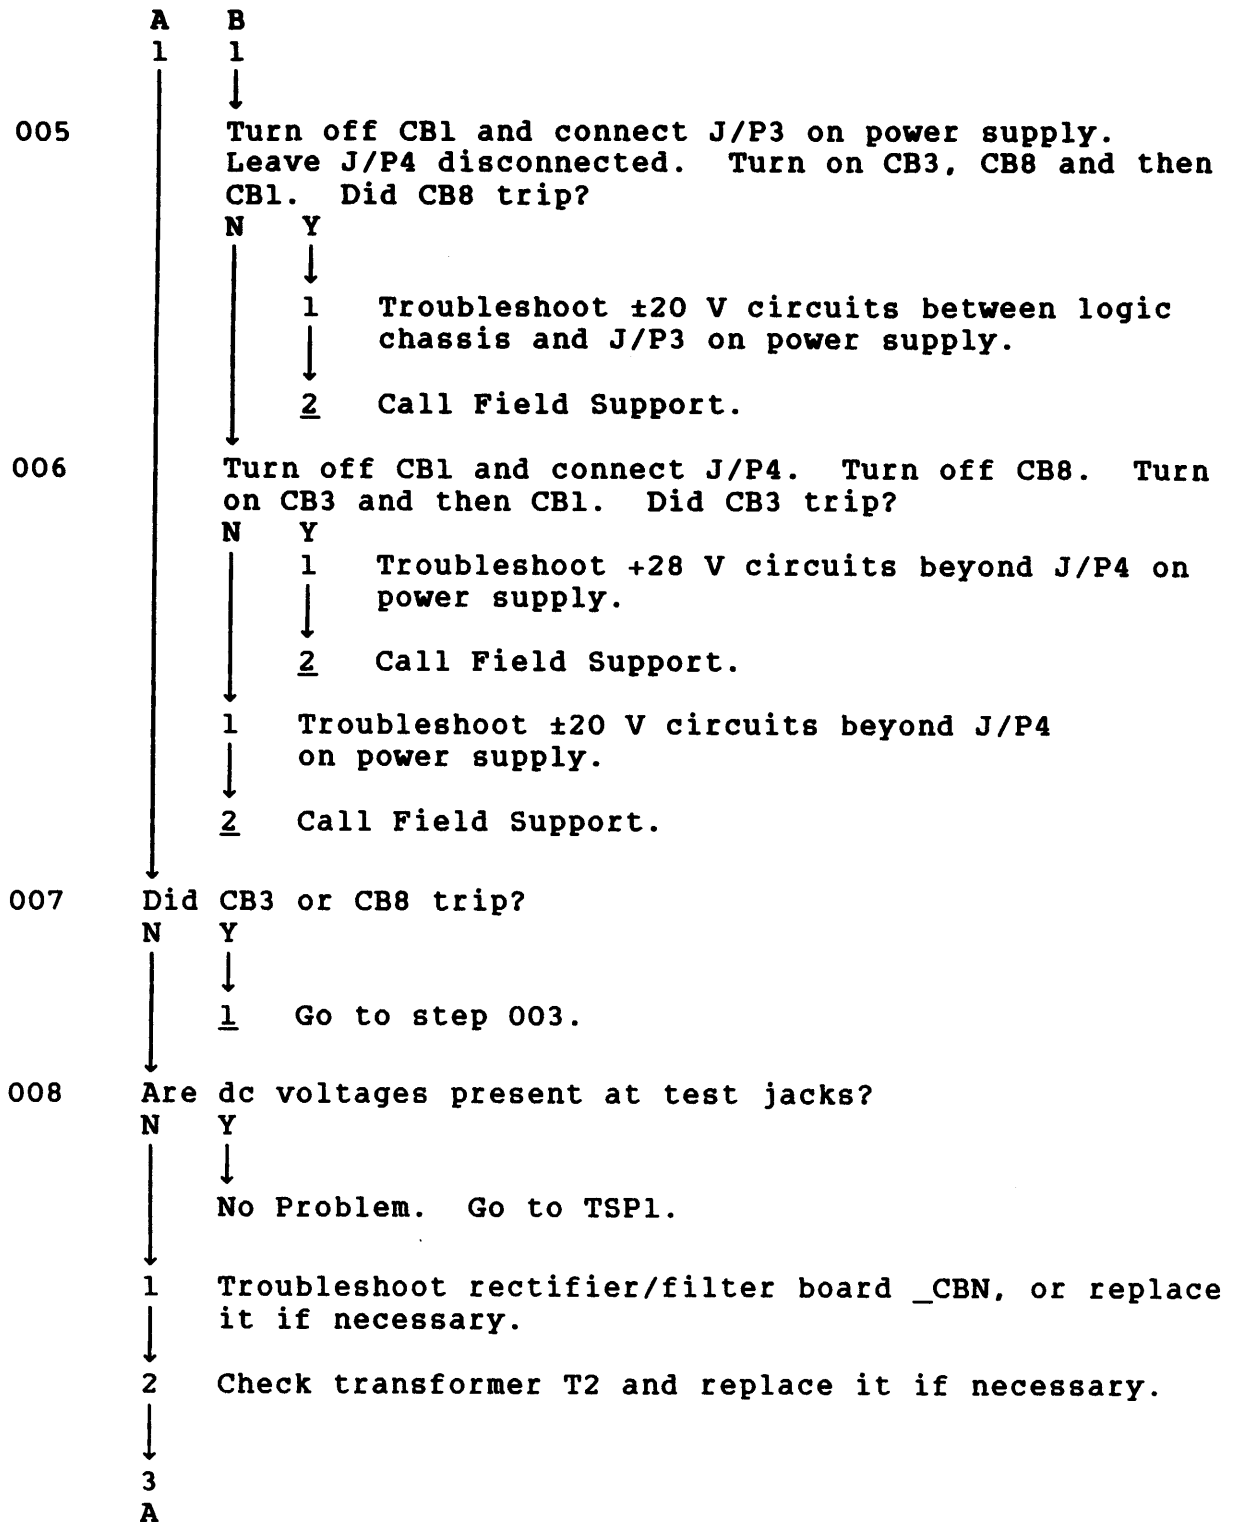 A B
1 1
005 Turn off CB1 and connect J/P3 on power supply.
Leave J/P4 disconnected. Turn on CB3, CB8 and then
CB1. Did CB8 trip?
N Y
1 Troubleshoot ±20 V circuits between logic
chassis and J/P3 on power supply.
2 Call Field Support.
006 Turn off CB1 and connect J/P4. Turn off CB8. Turn
on CB3 and then CB1. Did CB3 trip?
N Y
1 Troubleshoot +28 V circuits beyond J/P4 on
power supply.
2 Call Field Support.
1 Troubleshoot ±20 V circuits beyond J/P4
on power supply.
2 Call Field Support.
007 Did CB3 or CB8 trip?
N Y
1 Go to step 003.
008 Are dc voltages present at test jacks?
N Y
No Problem. Go to TSP1.
1 Troubleshoot rectifier/filter board _CBN, or replace
it if necessary.
2 Check transformer T2 and replace it if necessary.
3
A